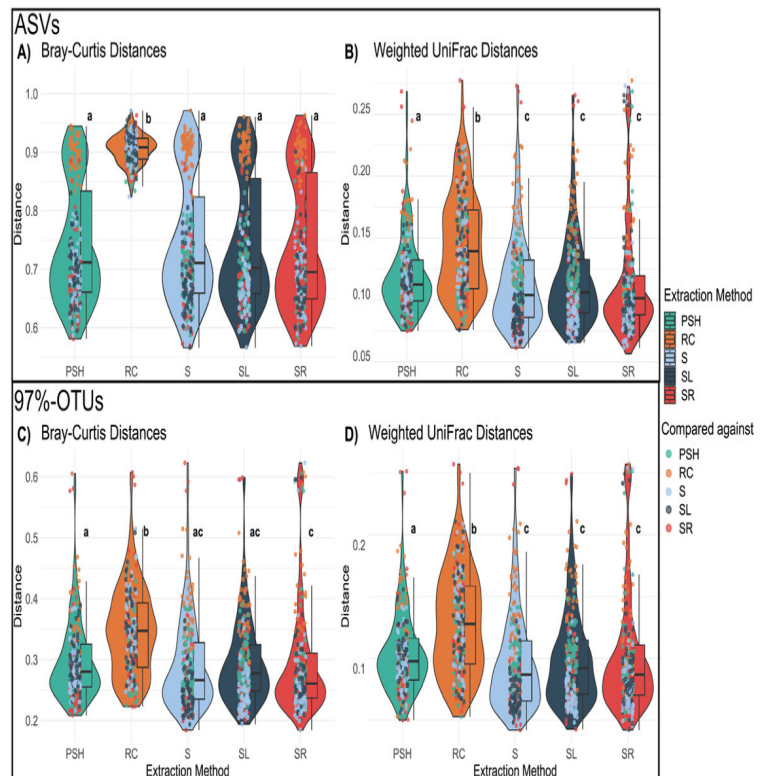 ASVs
A) Bray-Curtis Distances
B) Weighted UniFrac Distances
Distance
1.0
0.9
0.8
0.7
0.6
a
b
a
a
a
PSH
RC
S
SL
SR
Distance
0.25
0.20
0.15
0.10
0.05
a
b
c
c
c
PSH
RC
S
SL
SR
97%-OTUs
C) Bray-Curtis Distances
D) Weighted UniFrac Distances
Distance
0.6
0.5
0.4
0.3
0.2
a
b
ac
ac
c
PSH
RC
S
SL
SR
Extraction Method
Distance
0.2
0.1
a
b
c
c
c
PSH
RC
S
SL
SR
Extraction Method
Extraction Method
PSH
RC
S
SL
SR
Compared against
PSH
RC
S
SL
SR